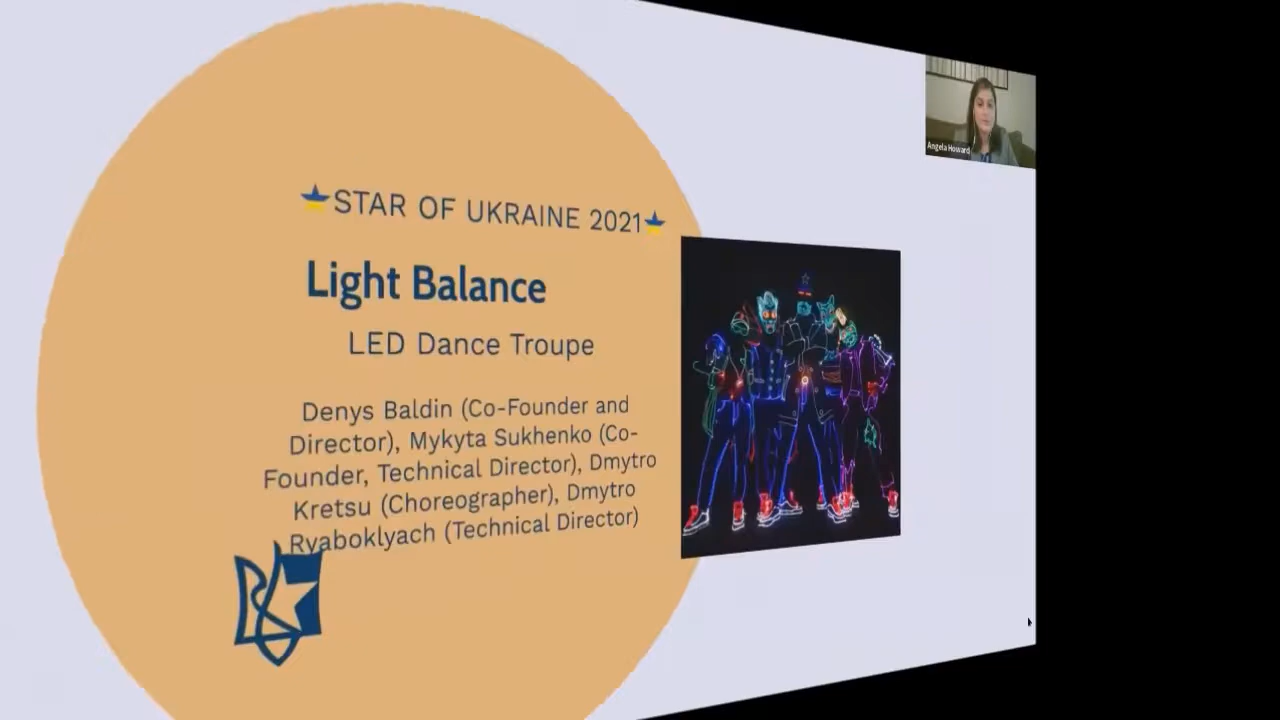 Angela Howard
STAR OF UKRAINE 2021
Light Balance
LED Dance Troupe
Denys Baldin (Co-Founder and
Director), Mykyta Sukhenko (Co-
Founder, Technical Director), Dmytro
Kretsu (Choreographer), Dmytro
Ryaboklyach (Technical Director)